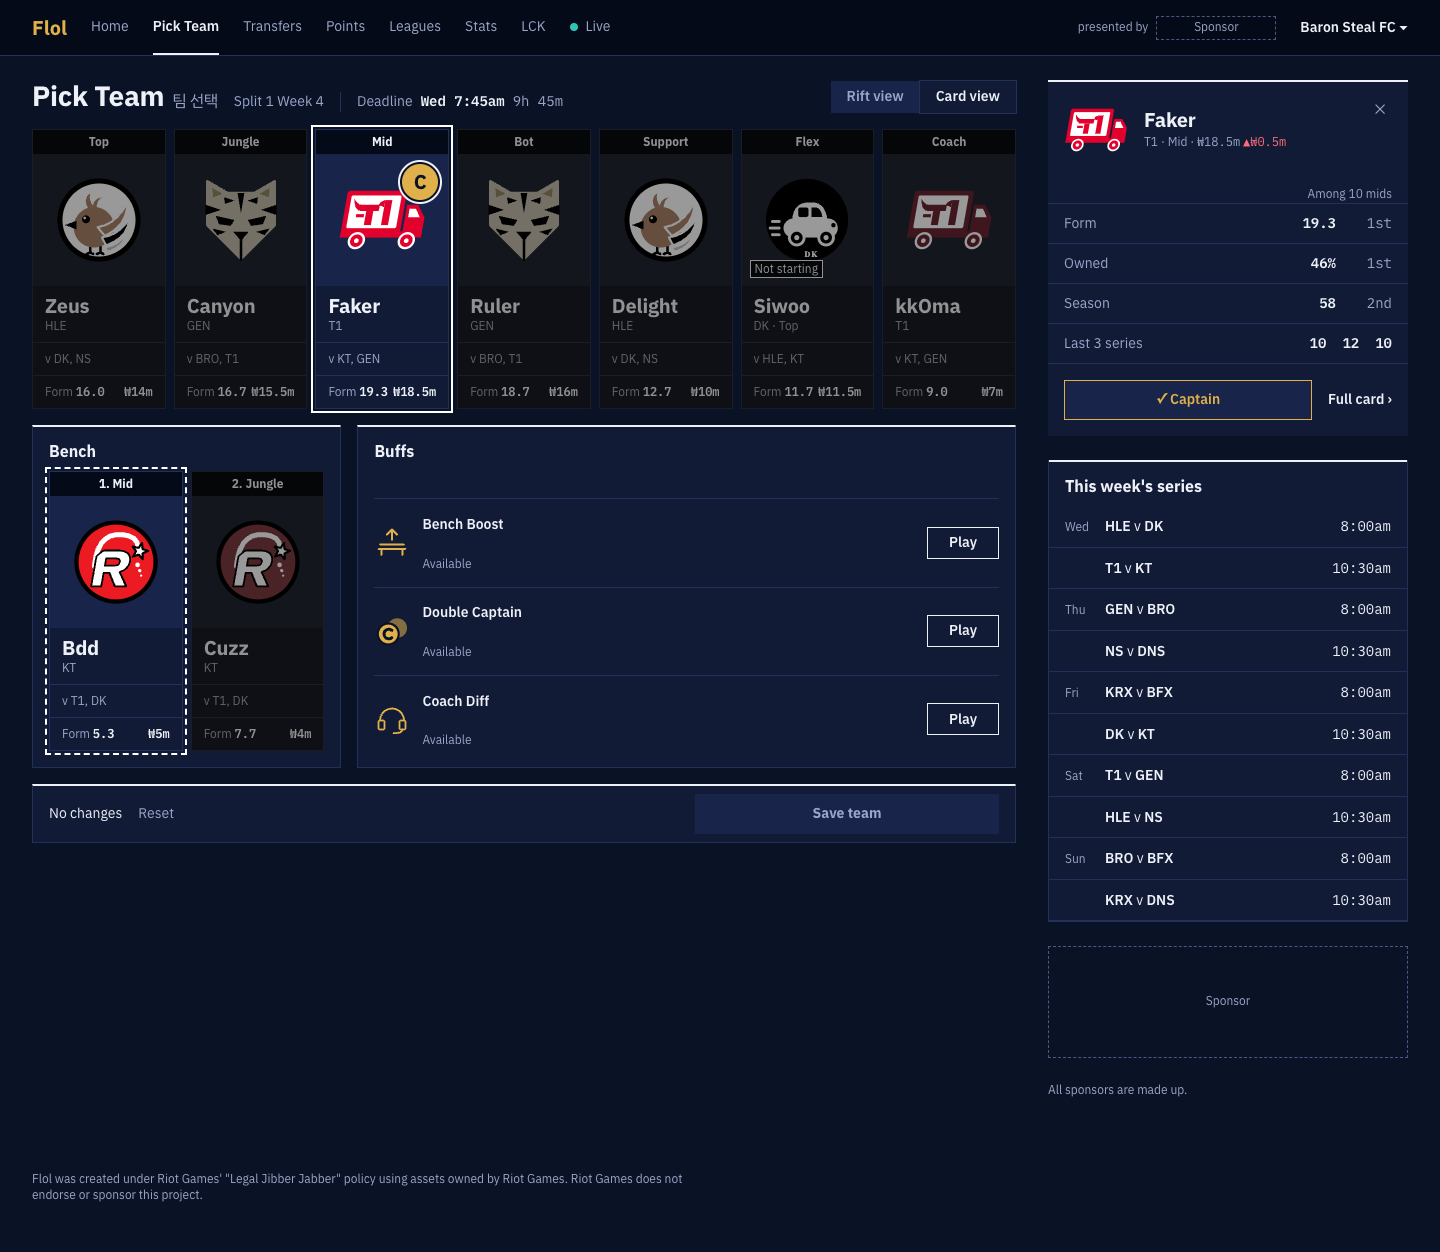 Flol Home Pick Team Transfers Points Leagues Stats LCK Live presented by Sponsor Baron Steal FC
Pick Team 팀 선택 Split 1 Week 4 Deadline Wed 7:45am 9h 45m Rift view Card view
Top Jungle Mid Bot Support Flex Coach
C
T1 T1 T1
DK
Not starting
Zeus Canyon Faker Ruler Delight Siwoo kkOma
HLE GEN T1 GEN HLE DK · Top T1
v DK, NS v BRO, T1 v KT, GEN v BRO, T1 v DK, NS v HLE, KT v KT, GEN
Form 16.0 ₩14m Form 16.7 ₩15.5m Form 19.3 ₩18.5m Form 18.7 ₩16m Form 12.7 ₩10m Form 11.7 ₩11.5m Form 9.0 ₩7m
Bench
1. Mid 2. Jungle
R R
Bdd Cuzz
KT KT
v T1, DK v T1, DK
Form 5.3 ₩5m Form 7.7 ₩4m
Buffs
Bench Boost
Available
Play
Double Captain
C
Available
Play
Coach Diff
Available
Play
No changes Reset Save team
Faker
T1 · Mid · ₩18.5m ▲₩0.5m
Among 10 mids
Form 19.3 1st
Owned 46% 1st
Season 58 2nd
Last 3 series 10 12 10
✓ Captain Full card ›
This week's series
Wed HLE v DK 8:00am
T1 v KT 10:30am
Thu GEN v BRO 8:00am
NS v DNS 10:30am
Fri KRX v BFX 8:00am
DK v KT 10:30am
Sat T1 v GEN 8:00am
HLE v NS 10:30am
Sun BRO v BFX 8:00am
KRX v DNS 10:30am
Sponsor
All sponsors are made up.
Flol was created under Riot Games' "Legal Jibber Jabber" policy using assets owned by Riot Games. Riot Games does not
endorse or sponsor this project.